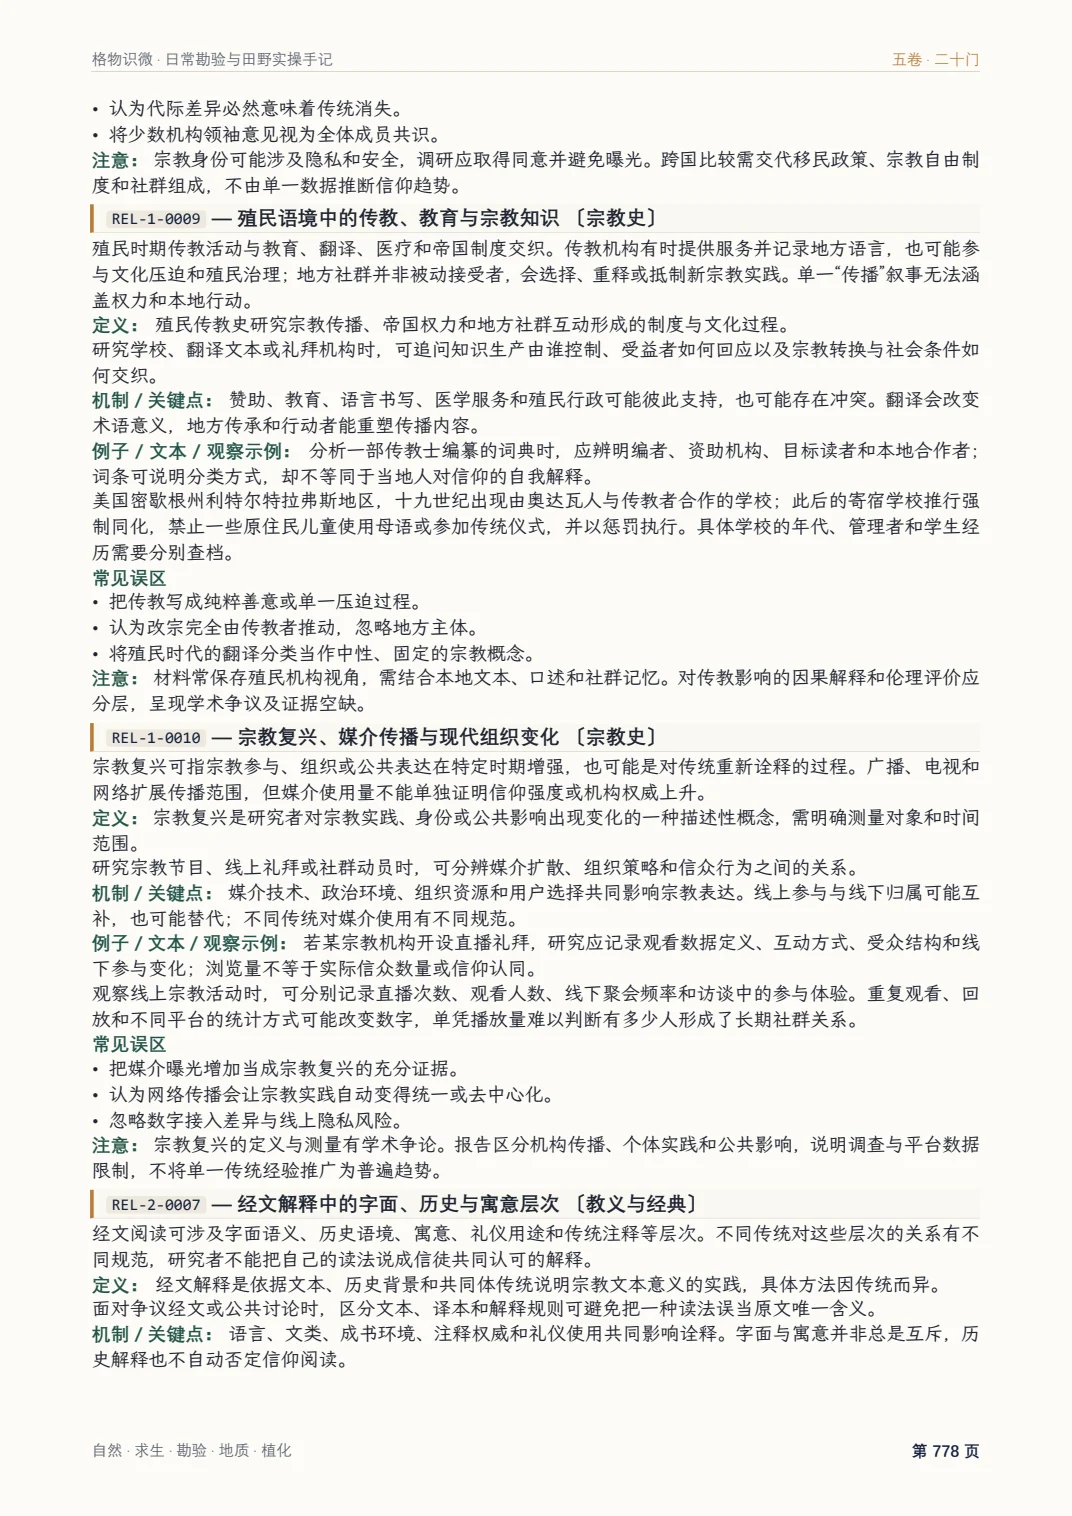 格物识微 · 日常勘验与田野实操手记
五卷 · 二十门
• 认为代际差异必然意味着传统消失。
• 将少数机构领袖意见视为全体成员共识。
注意： 宗教身份可能涉及隐私和安全，调研应取得同意并避免曝光。跨国比较需交代移民政策、宗教自由制
度和社群组成，不由单一数据推断信仰趋势。
REL-1-0009 — 殖民语境中的传教、教育与宗教知识 〔宗教史〕
殖民时期传教活动与教育、翻译、医疗和帝国制度交织。传教机构有时提供服务并记录地方语言，也可能参
与文化压迫和殖民治理；地方社群并非被动接受者，会选择、重释或抵制新宗教实践。单一“传播”叙事无法涵
盖权力和本地行动。
定义： 殖民传教史研究宗教传播、帝国权力和地方社群互动形成的制度与文化过程。
研究学校、翻译文本或礼拜机构时，可追问知识生产由谁控制、受益者如何回应以及宗教转换与社会条件如
何交织。
机制 / 关键点： 赞助、教育、语言书写、医学服务和殖民行政可能彼此支持，也可能存在冲突。翻译会改变
术语意义，地方传承和行动者能重塑传播内容。
例子 / 文本 / 观察示例： 分析一部传教士编纂的词典时，应辨明编者、资助机构、目标读者和本地合作者；
词条可说明分类方式，却不等同于当地人对信仰的自我解释。
美国密歇根州利特尔特拉弗斯地区，十九世纪出现由奥达瓦人与传教者合作的学校；此后的寄宿学校推行强
制同化，禁止一些原住民儿童使用母语或参加传统仪式，并以惩罚执行。具体学校的年代、管理者和学生经
历需要分别查档。
常见误区
• 把传教写成纯粹善意或单一压迫过程。
• 认为改宗完全由传教者推动，忽略地方主体。
• 将殖民时代的翻译分类当作中性、固定的宗教概念。
注意： 材料常保存殖民机构视角，需结合本地文本、口述和社群记忆。对传教影响的因果解释和伦理评价应
分层，呈现学术争议及证据空缺。
REL-1-0010 — 宗教复兴、媒介传播与现代组织变化 〔宗教史〕
宗教复兴可指宗教参与、组织或公共表达在特定时期增强，也可能是对传统重新诠释的过程。广播、电视和
网络扩展传播范围，但媒介使用量不能单独证明信仰强度或机构权威上升。
定义： 宗教复兴是研究者对宗教实践、身份或公共影响出现变化的一种描述性概念，需明确测量对象和时间
范围。
研究宗教节目、线上礼拜或社群动员时，可分辨媒介扩散、组织策略和信众行为之间的关系。
机制 / 关键点： 媒介技术、政治环境、组织资源和用户选择共同影响宗教表达。线上参与与线下归属可能互
补，也可能替代；不同传统对媒介使用有不同规范。
例子 / 文本 / 观察示例： 若某宗教机构开设直播礼拜，研究应记录观看数据定义、互动方式、受众结构和线
下参与变化；浏览量不等于实际信众数量或信仰认同。
观察线上宗教活动时，可分别记录直播次数、观看人数、线下聚会频率和访谈中的参与体验。重复观看、回
放和不同平台的统计方式可能改变数字，单凭播放量难以判断有多少人形成了长期社群关系。
常见误区
• 把媒介曝光增加当成宗教复兴的充分证据。
• 认为网络传播会让宗教实践自动变得统一或去中心化。
• 忽略数字接入差异与线上隐私风险。
注意： 宗教复兴的定义与测量有学术争论。报告区分机构传播、个体实践和公共影响，说明调查与平台数据
限制，不将单一传统经验推广为普遍趋势。
REL-2-0007 — 经文解释中的字面、历史与寓意层次 〔教义与经典〕
经文阅读可涉及字面语义、历史语境、寓意、礼仪用途和传统注释等层次。不同传统对这些层次的关系有不
同规范，研究者不能把自己的读法说成信徒共同认可的解释。
定义： 经文解释是依据文本、历史背景和共同体传统说明宗教文本意义的实践，具体方法因传统而异。
面对争议经文或公共讨论时，区分文本、译本和解释规则可避免把一种读法误当原文唯一含义。
机制 / 关键点： 语言、文类、成书环境、注释权威和礼仪使用共同影响诠释。字面与寓意并非总是互斥，历
史解释也不自动否定信仰阅读。
自然 · 求生 · 勘验 · 地质 · 植化
第 778 页